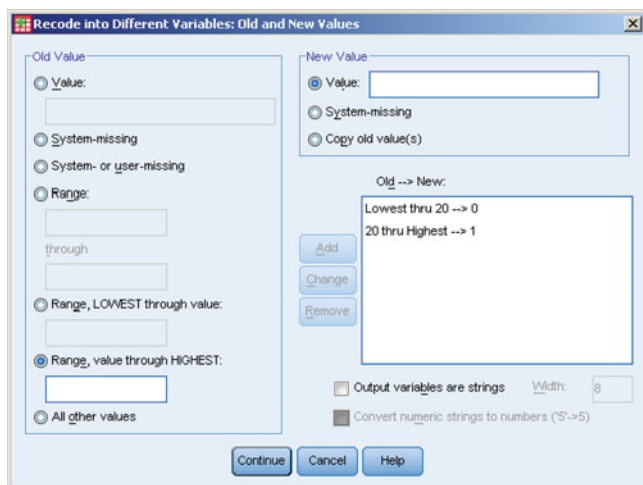 Recode into Different Variables: Old and New Values
Old Value
Value:
System-missing
System- or user-missing
Range:
through
Range, LOWEST through value:
Range, value through HIGHEST:
All other values
New Value
Value:
System-missing
Copy old value(s)
Old --> New:
Lowest thru 20 --> 0
20 thru Highest --> 1
Add
Change
Remove
Output variables are strings
Width:
8
Convert numeric strings to numbers ('5'->5)
Continue
Cancel
Help